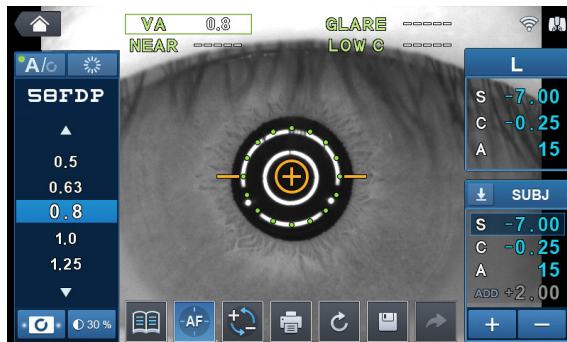 VA 0.8 GLARE -----
NEAR ----- LOW C -----
A/
58FDP
0.5
0.63
0.8
1.0
1.25
30 %
AF
L
S -7.00
C -0.25
A 15
SUBJ
S -7.00
C -0.25
A 15
ADD +2.00
+ −